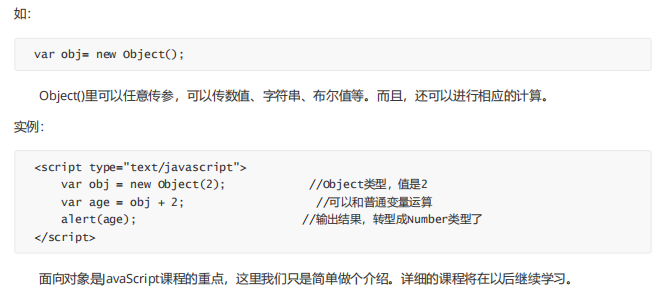 如：
var obj= new Object();
Object()里可以任意传参，可以传数值、字符串、布尔值等。而且，还可以进行相应的计算。
实例：
<script type="text/javascript">
    var obj = new Object(2);            //Object类型，值是2
    var age = obj + 2;                   //可以和普通变量运算
    alert(age);                        //输出结果，转型成Number类型了
</script>
面向对象是JavaScript课程的重点，这里我们只是简单做个介绍。详细的课程将在以后继续学习。